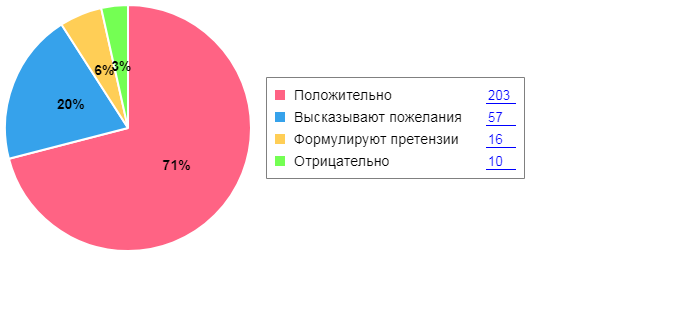 3%
6%
20%
71%
Положительно 203
Высказывают пожелания 57
Формулируют претензии 16
Отрицательно 10